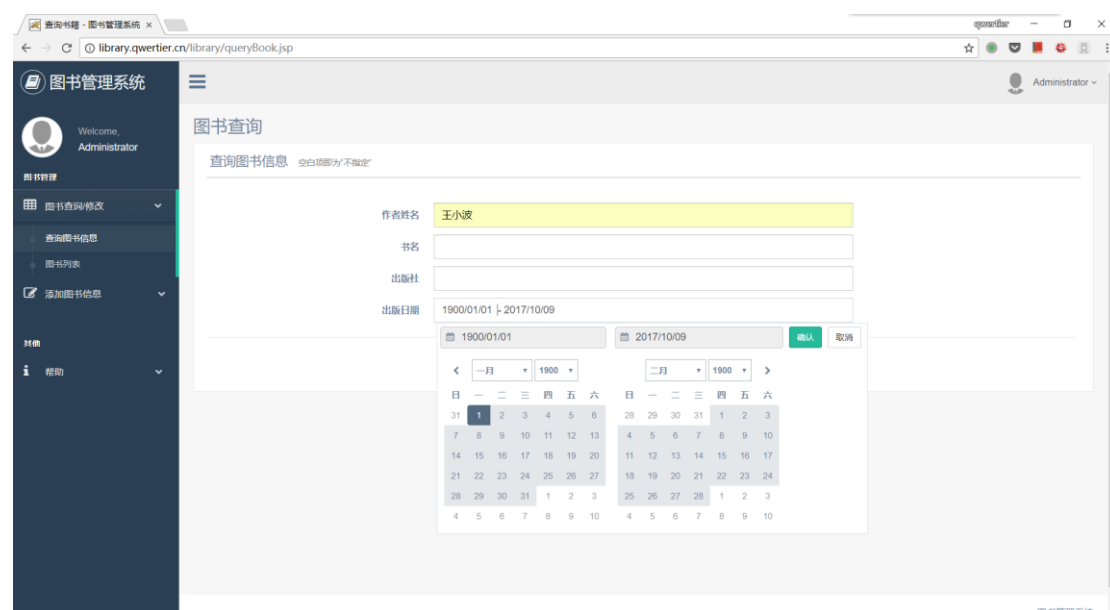 查询书籍 - 图书管理系统 ×
qwertier
library.qwertier.cn/library/queryBook.jsp
图书管理系统
Administrator
Welcome,
Administrator
图书管理
图书查询/修改
查询图书信息
图书列表
添加图书信息
其他
帮助
图书查询
查询图书信息 空白项即为"不指定"
作者姓名 王小波
书名
出版社
出版日期 1900/01/01 - 2017/10/09
1900/01/01 2017/10/09 确认 取消
一月 1900 二月 1900
日 一 二 三 四 五 六 日 一 二 三 四 五 六
31 1 2 3 4 5 6 28 29 30 31 1 2 3
7 8 9 10 11 12 13 4 5 6 7 8 9 10
14 15 16 17 18 19 20 11 12 13 14 15 16 17
21 22 23 24 25 26 27 18 19 20 21 22 23 24
28 29 30 31 1 2 3 25 26 27 28 1 2 3
4 5 6 7 8 9 10 4 5 6 7 8 9 10